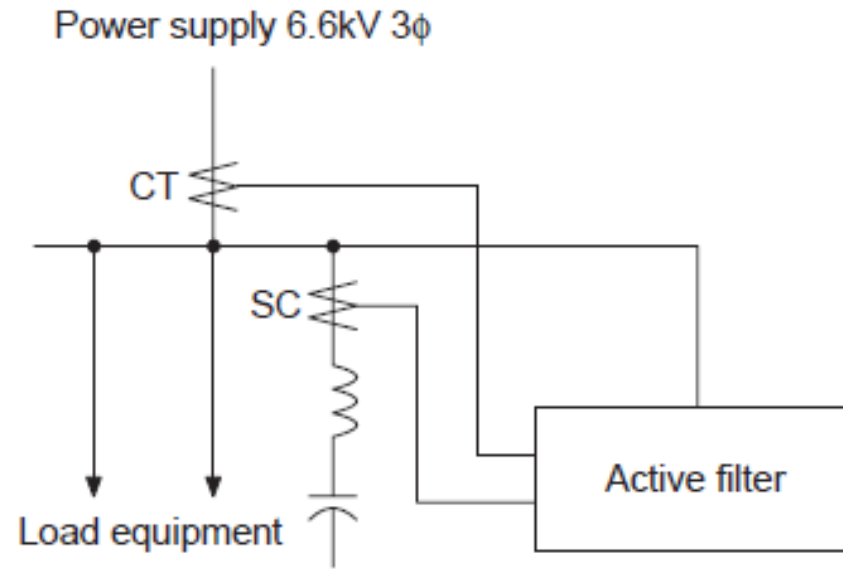 Power supply 6.6kV 3ϕ
CT
SC
Active filter
Load equipment